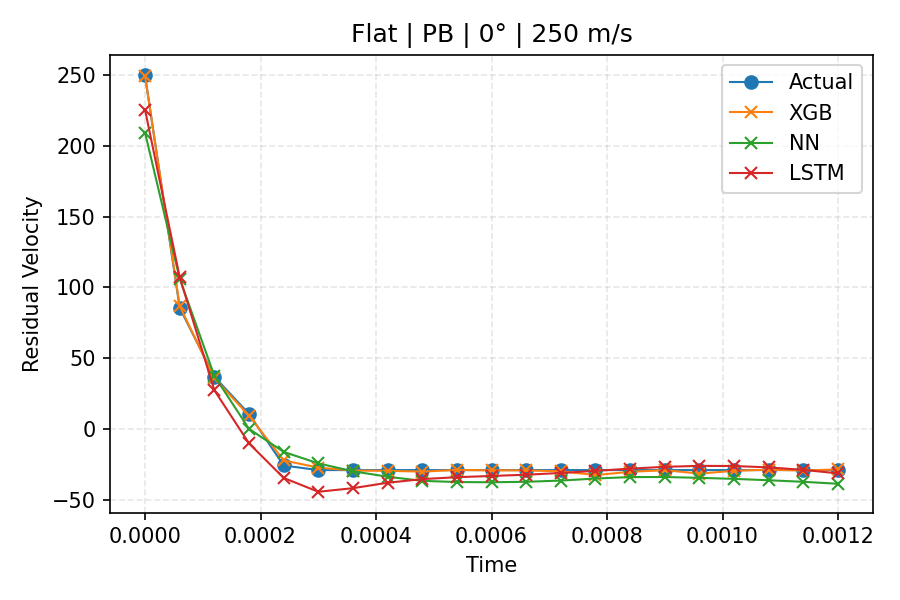 Flat | PB | 0° | 250 m/s
Residual Velocity
250
200
150
100
50
0
−50
Actual
XGB
NN
LSTM
0.0000 0.0002 0.0004 0.0006 0.0008 0.0010 0.0012
Time